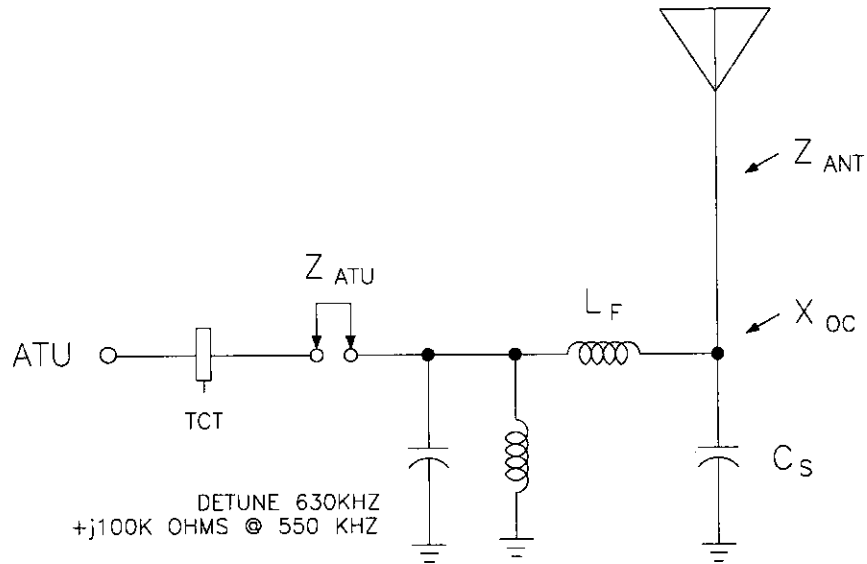 Z ANT
Z ATU
L F
X OC
ATU
TCT
C S
DETUNE 630KHZ
+j100K OHMS @ 550 KHZ